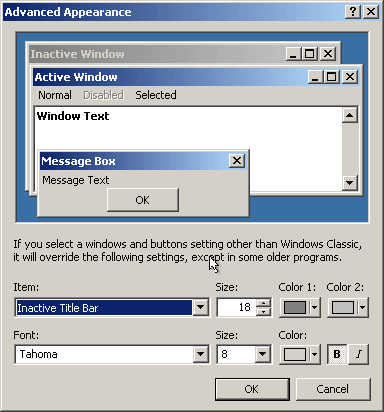 Advanced Appearance
Inactive Window
Active Window
Normal Disabled Selected
Window Text
Message Box
Message Text
OK
If you select a windows and buttons setting other than Windows Classic,
it will override the following settings, except in some older programs.
Item: Size: Color 1: Color 2:
Inactive Title Bar 18
Font: Size: Color:
Tahoma 8 B I
OK Cancel